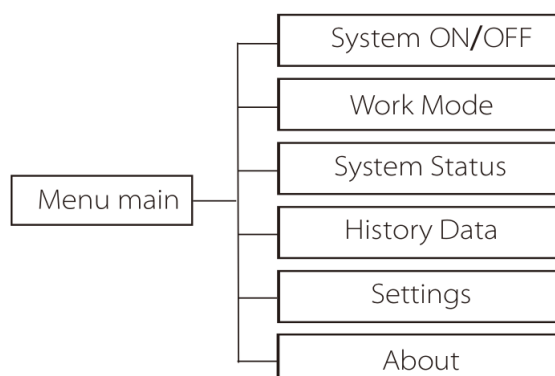 System ON/OFF
Work Mode
System Status
Menu main
History Data
Settings
About